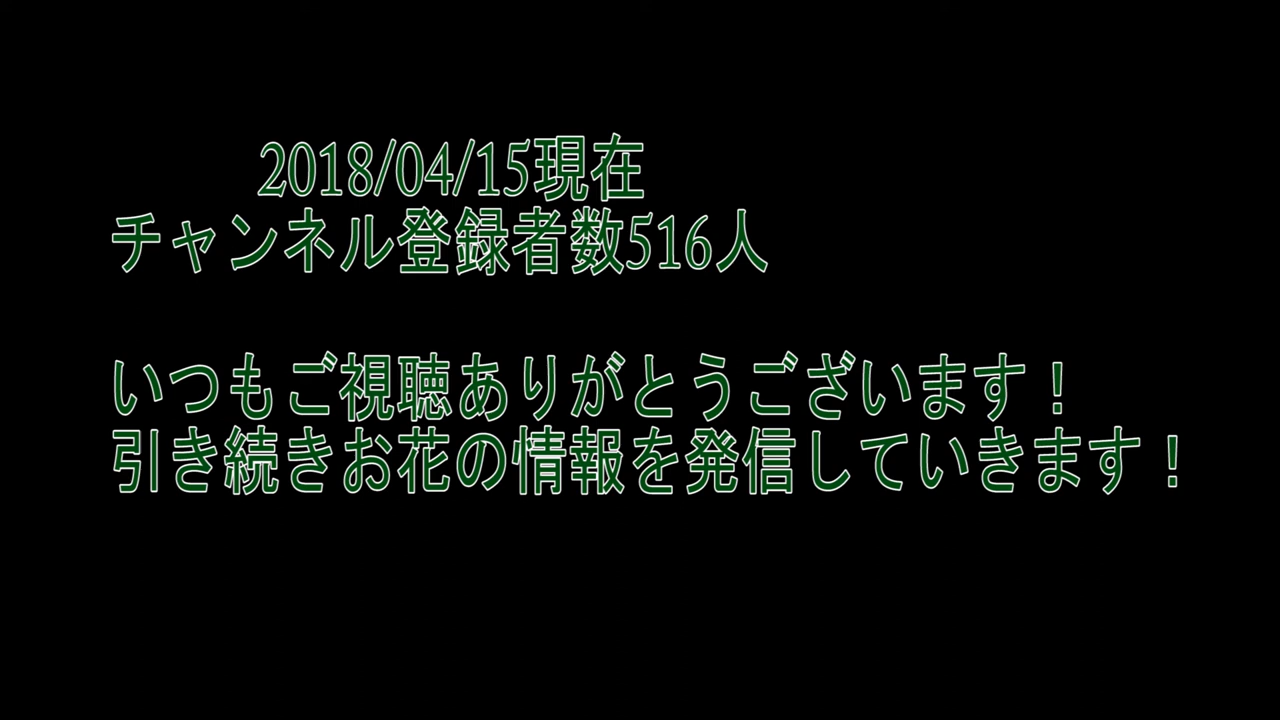 2018/04/15現在
チャンネル登録者数516人
いつもご視聴ありがとうございます！
引き続きお花の情報を発信していきます！